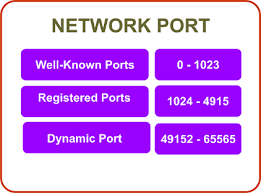 NETWORK PORT
Well-Known Ports 0 - 1023
Registered Ports 1024 - 4915
Dynamic Port 49152 - 65565